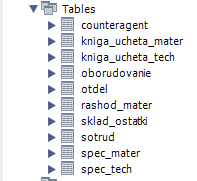 Tables
counteragent
kniga_ucheta_mater
kniga_ucheta_tech
oborudovanie
otdel
rashod_mater
sklad_ostatki
sotrud
spec_mater
spec_tech